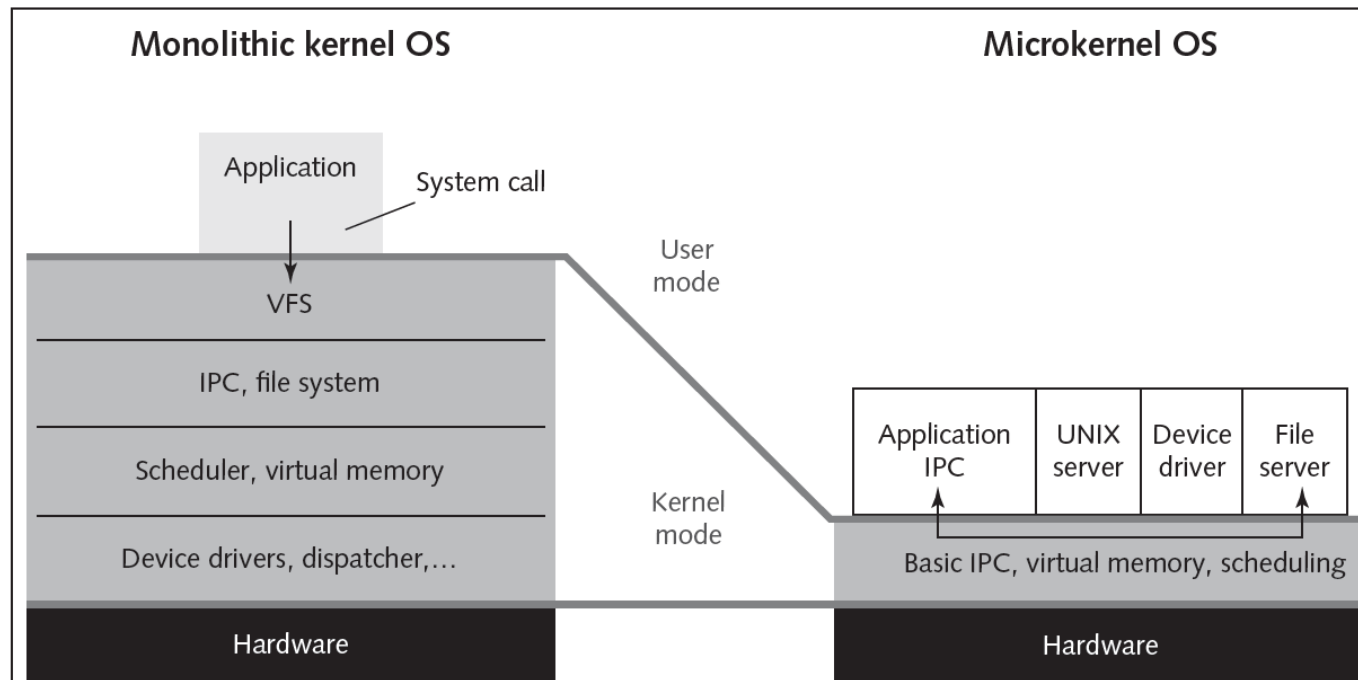 Monolithic kernel OS
Microkernel OS
Application
System call
User
mode
VFS
IPC, file system
Scheduler, virtual memory
Device drivers, dispatcher,...
Hardware
Kernel
mode
Application
IPC
UNIX
server
Device
driver
File
server
Basic IPC, virtual memory, scheduling
Hardware